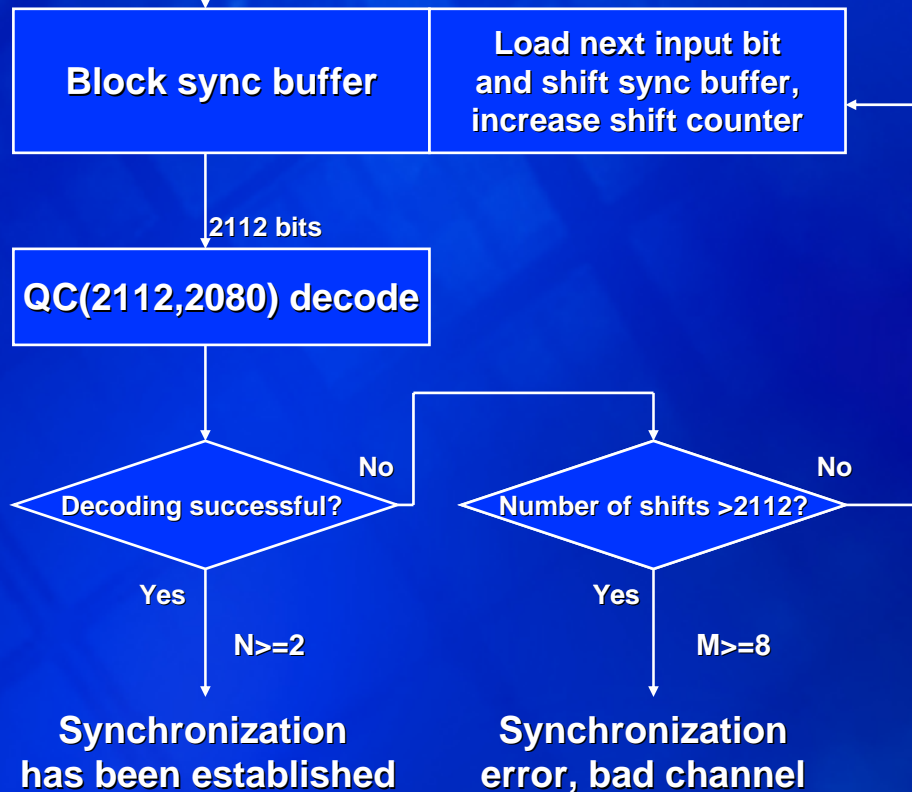 Block sync buffer
Load next input bit
and shift sync buffer,
increase shift counter
2112 bits
QC(2112,2080) decode
No
Decoding successful?
No
Number of shifts >2112?
Yes
Yes
N>=2
M>=8
Synchronization
has been established
Synchronization
error, bad channel